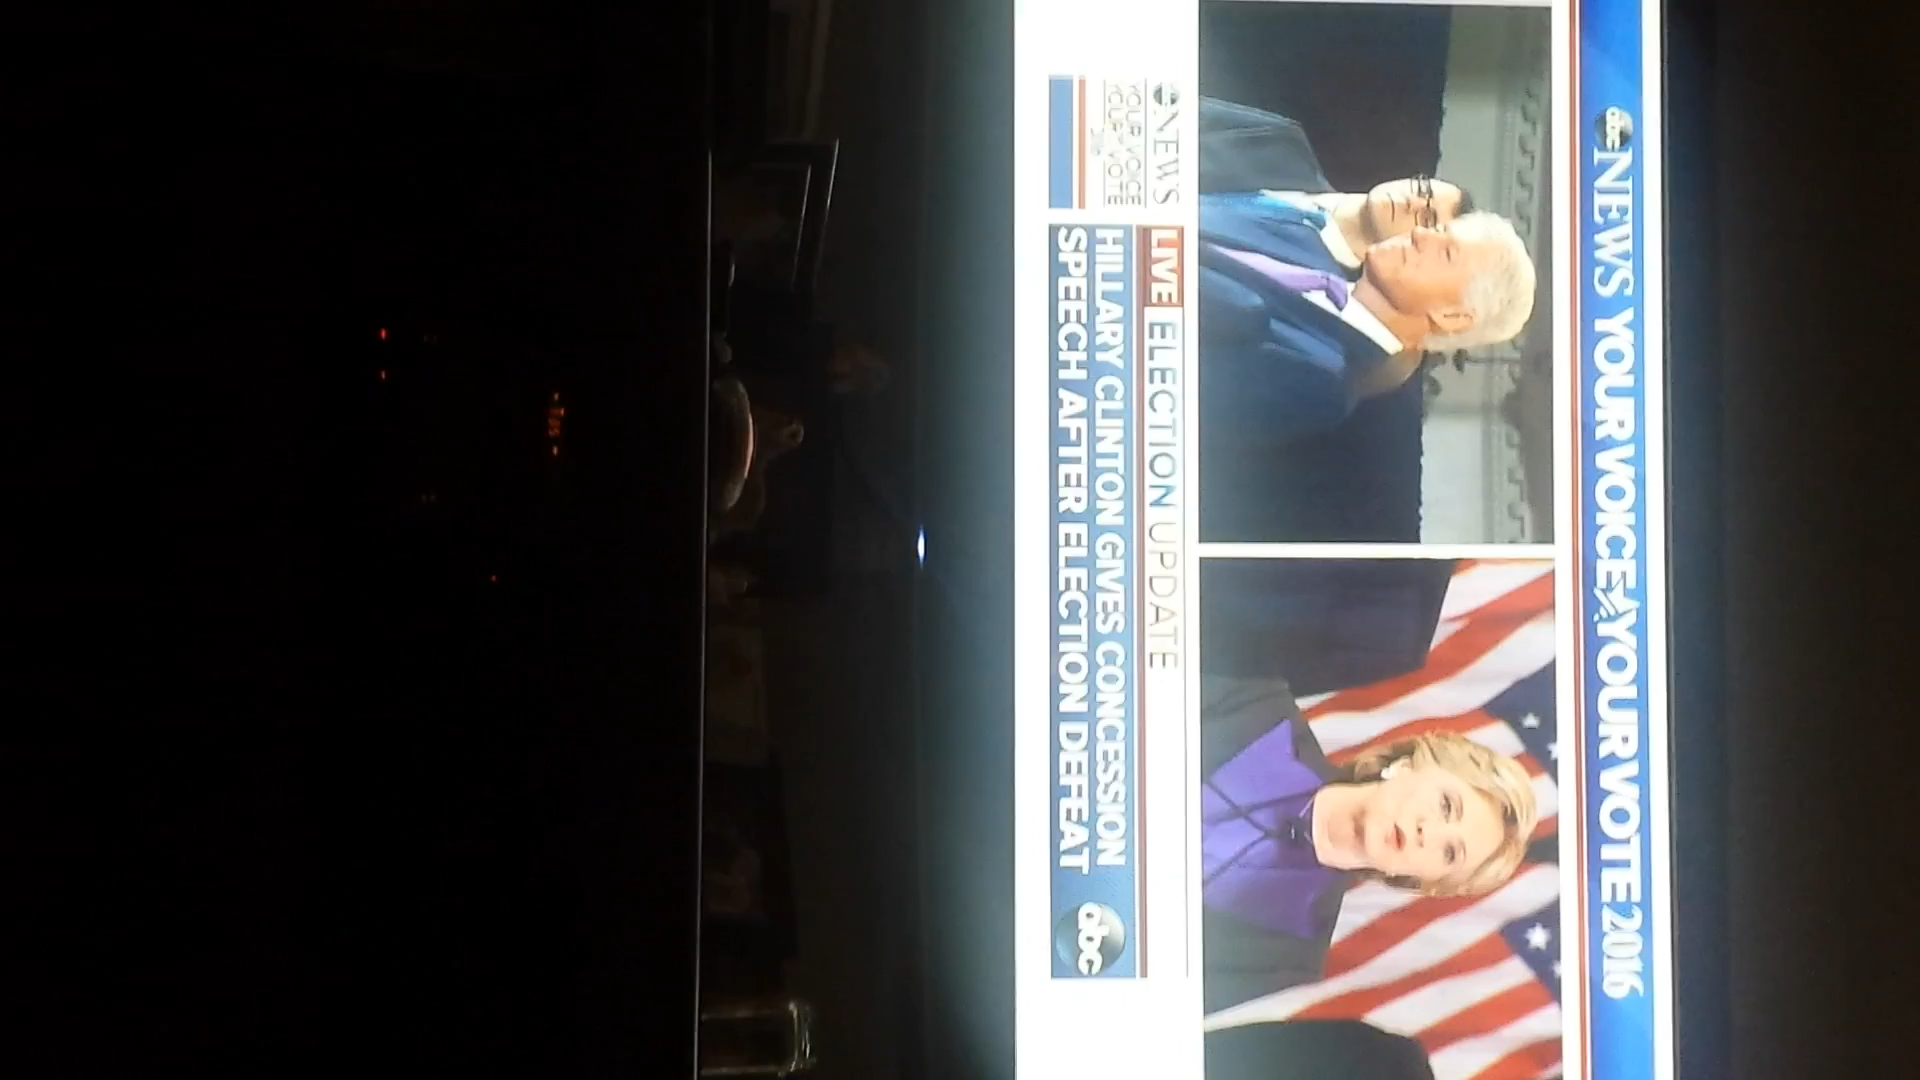 abc NEWS YOUR VOICE YOUR VOTE 2016
abc NEWS
YOUR VOICE
YOUR VOTE
2016
LIVE ELECTION UPDATE
HILLARY CLINTON GIVES CONCESSION
SPEECH AFTER ELECTION DEFEAT
abc